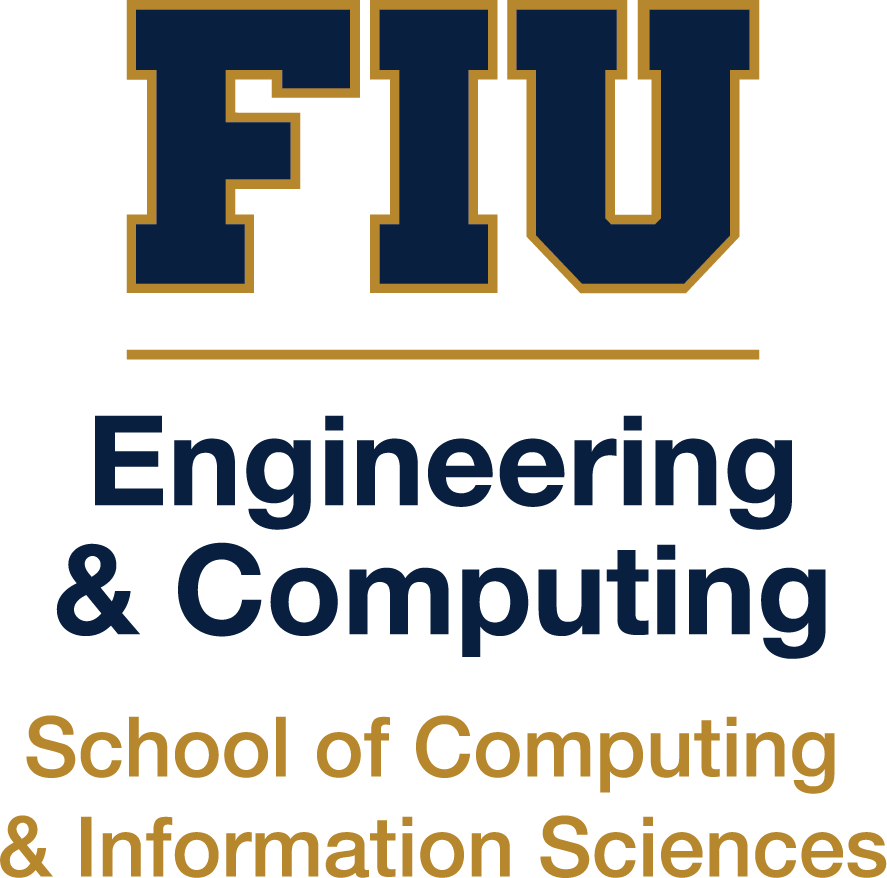 FIU
Engineering
& Computing
School of Computing
& Information Sciences